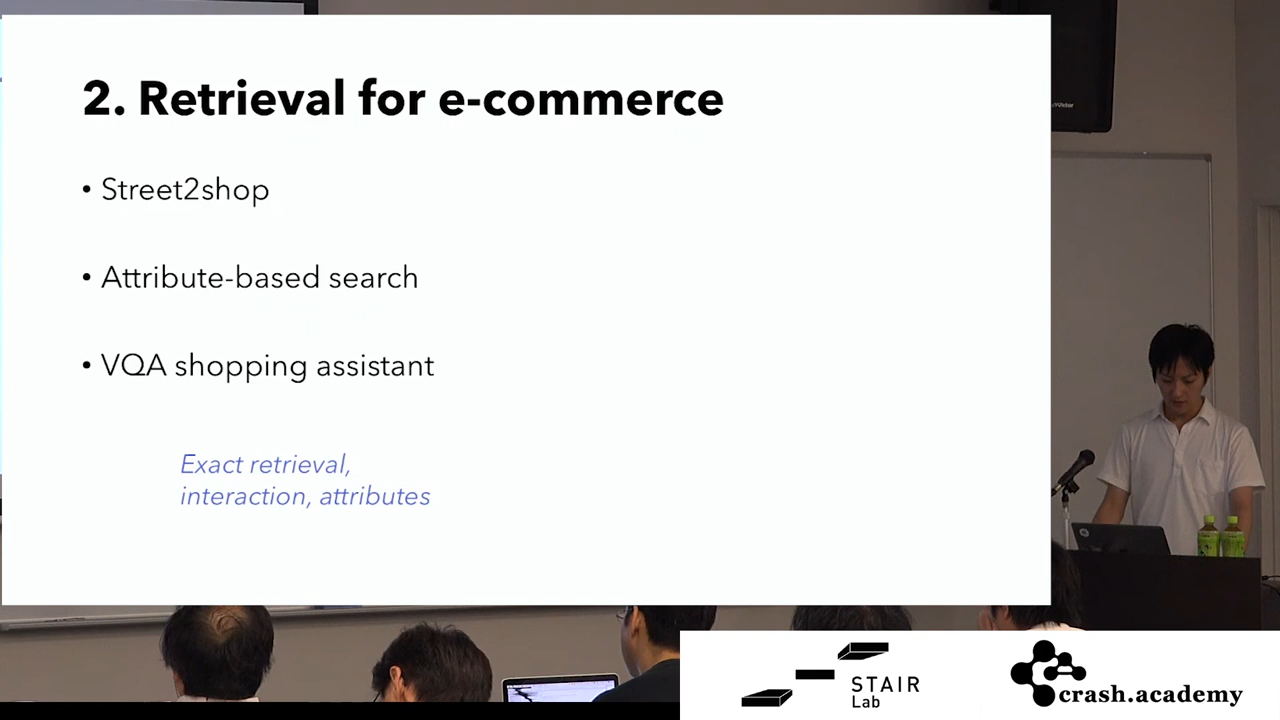 2. Retrieval for e-commerce
• Street2shop
• Attribute-based search
• VQA shopping assistant
Exact retrieval,
interaction, attributes
STAIR
Lab
crash.academy